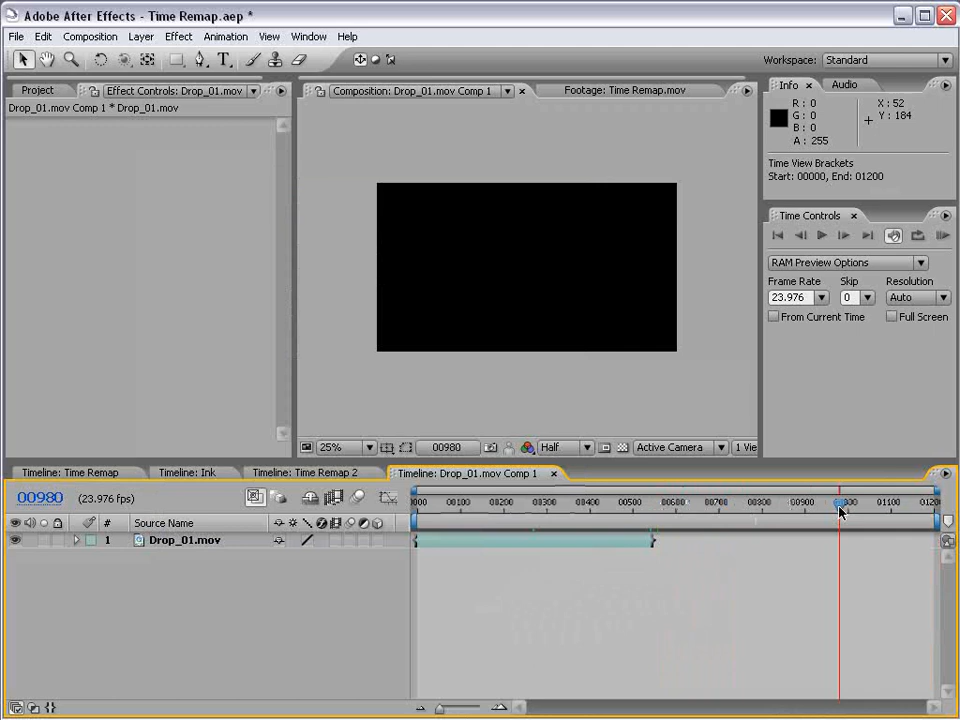 Adobe After Effects - Time Remap.aep *
File Edit Composition Layer Effect Animation View Window Help
Workspace: Standard
Project Effect Controls: Drop_01.mov
Drop_01.mov Comp 1 * Drop_01.mov
Composition: Drop_01.mov Comp 1 Footage: Time Remap.mov
Info Audio
R: 0
G: 0
B: 0
A: 255
X: 52
Y: 184
Time View Brackets
Start: 00000, End: 01200
Time Controls
RAM Preview Options
Frame Rate Skip Resolution
23.976 0 Auto
From Current Time Full Screen
25% 00980 Half Active Camera 1 Vie
Timeline: Time Remap Timeline: Ink Timeline: Time Remap 2 Timeline: Drop_01.mov Comp 1
00980 (23.976 fps)
0000 00100 00200 00300 00400 00500 00600 00700 00800 00900 01100 0120
# Source Name
1 Drop_01.mov